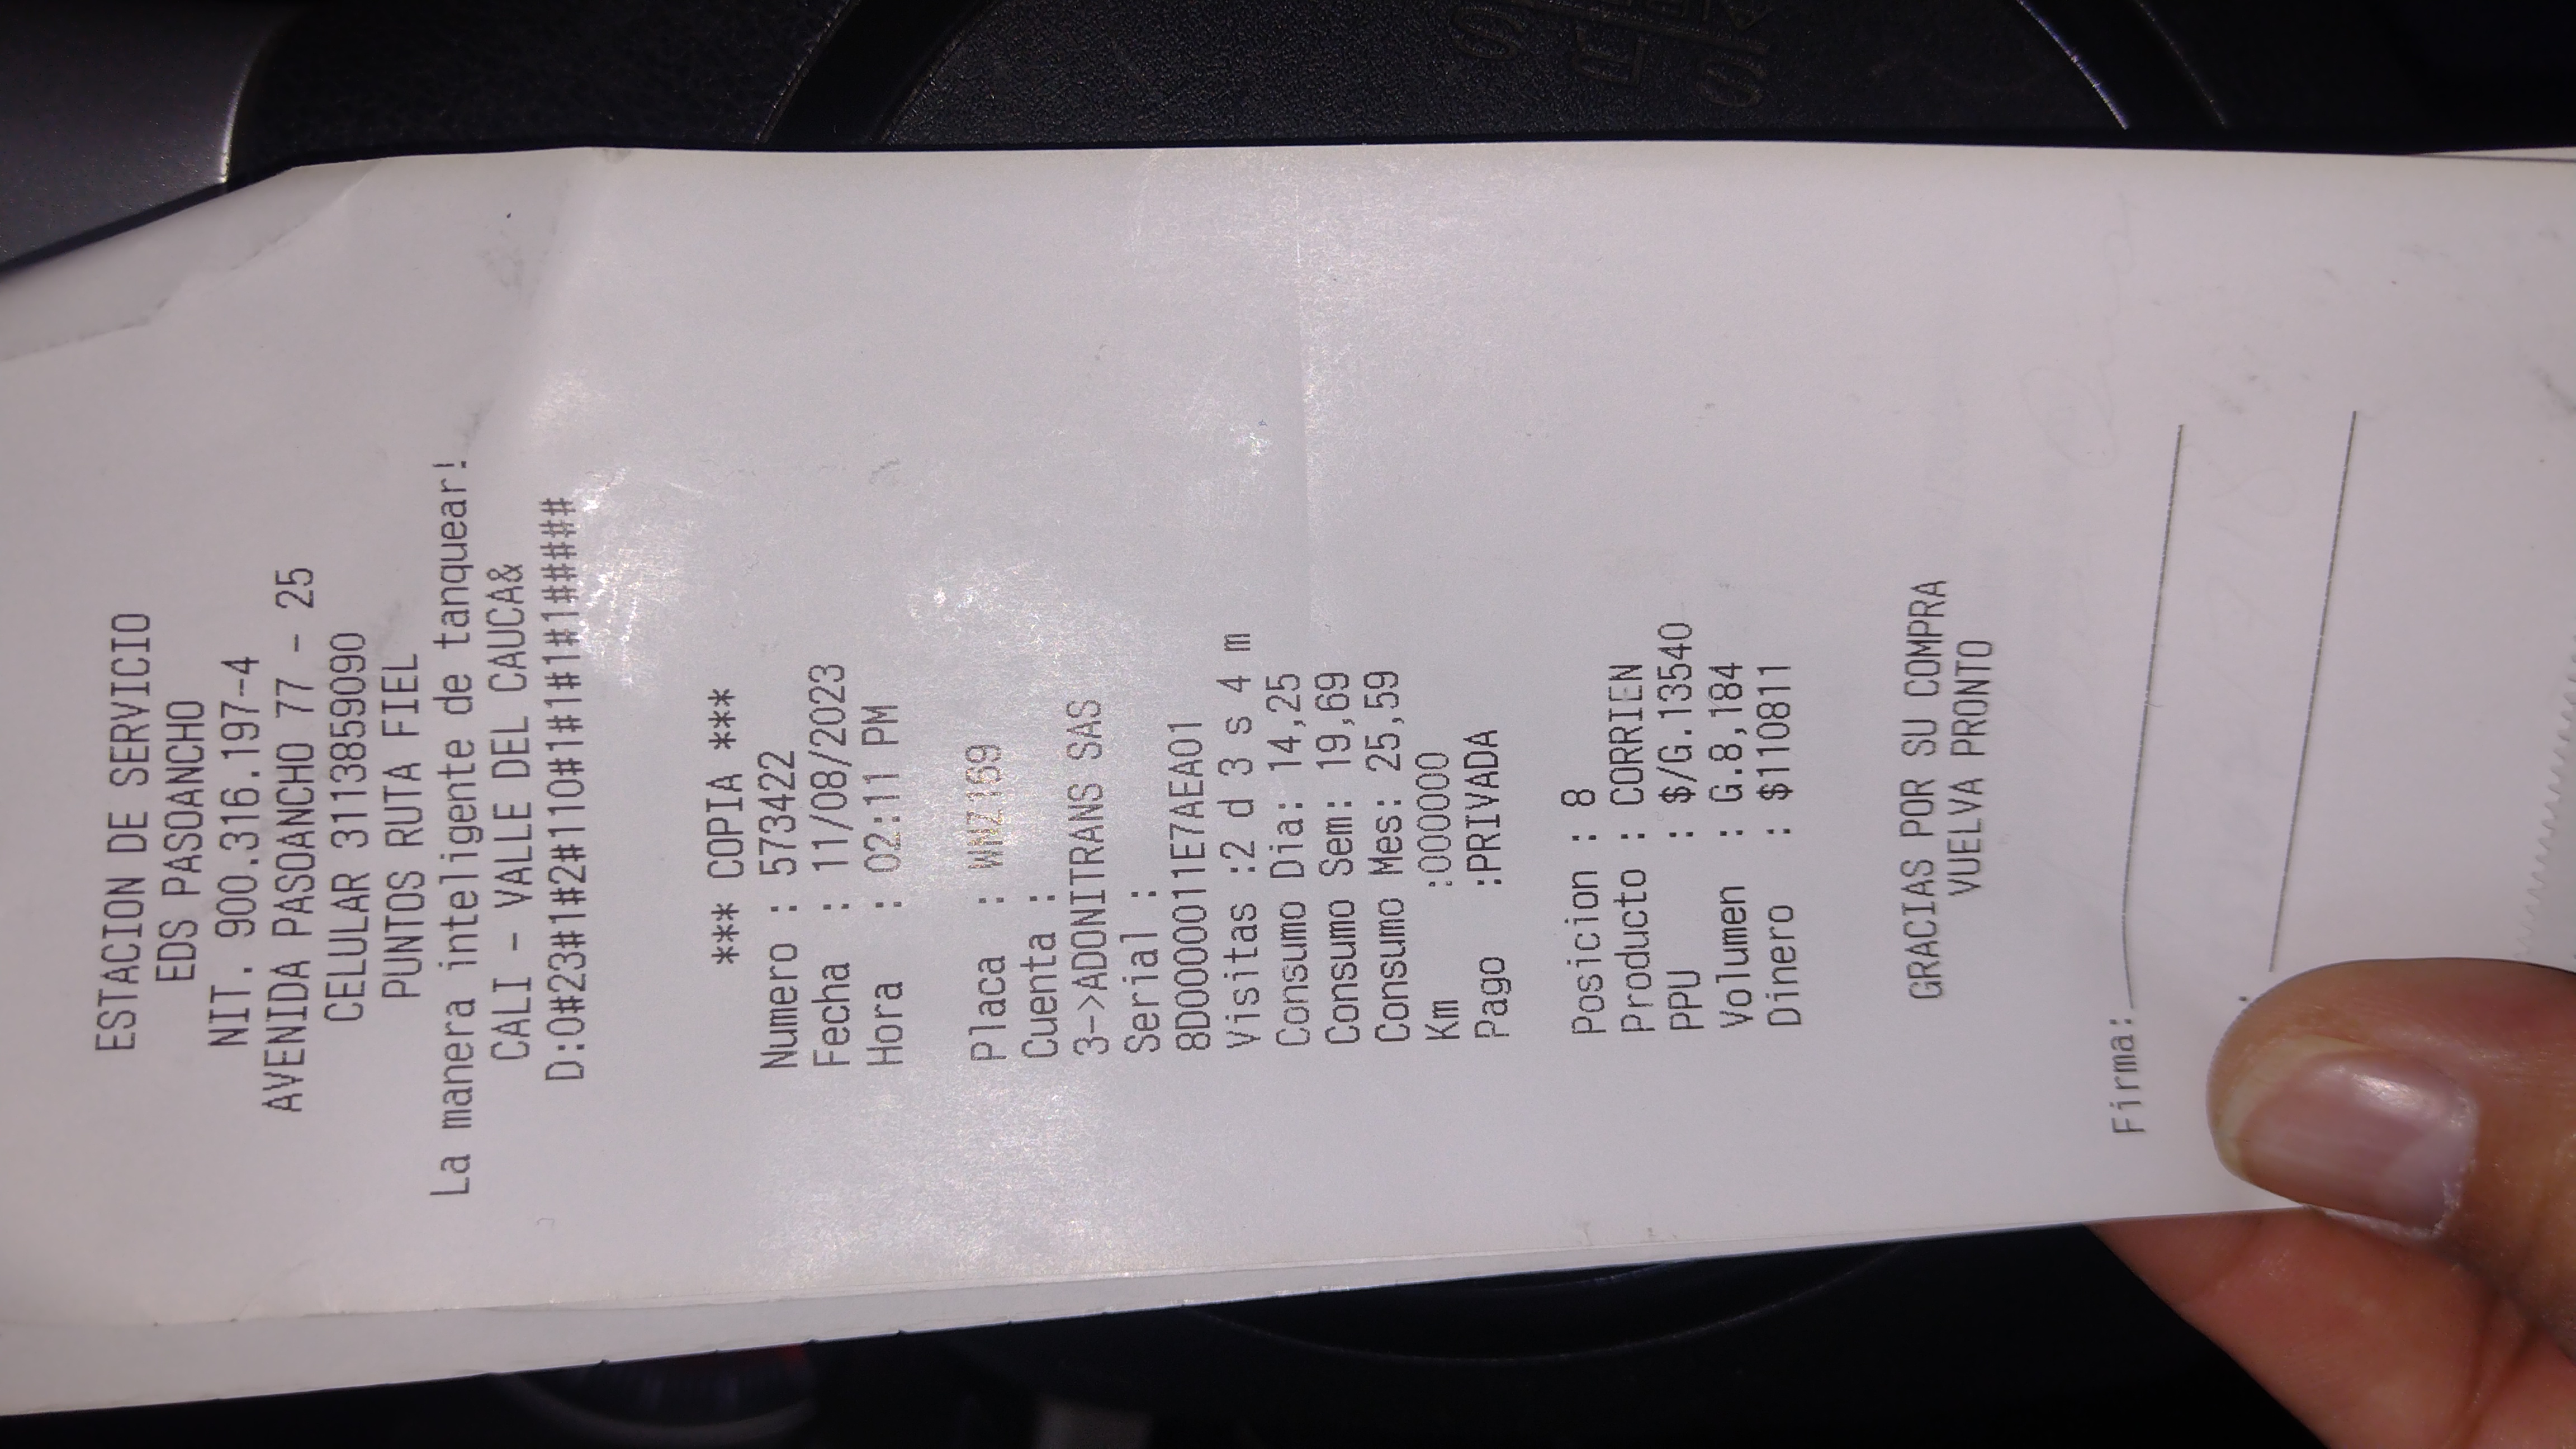 ESTACION DE SERVICIO
EDS PASOANCHO
NIT. 900.316.197-4
AVENIDA PASOANCHO 77 - 25
CELULAR 3113859090
PUNTOS RUTA FIEL
La manera inteligente de tanquear!
CALI - VALLE DEL CAUCA&
D:0#23#1#2#110#1#1#1#1#####
*** COPIA ***
Numero : 573422
Fecha : 11/08/2023
Hora : 02:11 PM
Placa : WNZ169
Cuenta :
3->ADONITRANS SAS
Serial :
8D000011E7AEA01
Visitas :2 d 3 s 4 m
Consumo Dia: 14,25
Consumo Sem: 19,69
Consumo Mes: 25,59
Km :000000
Pago :PRIVADA
Posicion : 8
Producto : CORRIEN
PPU : $/G.13540
Volumen : G.8,184
Dinero : $110811
GRACIAS POR SU COMPRA
VUELVA PRONTO
Firma: